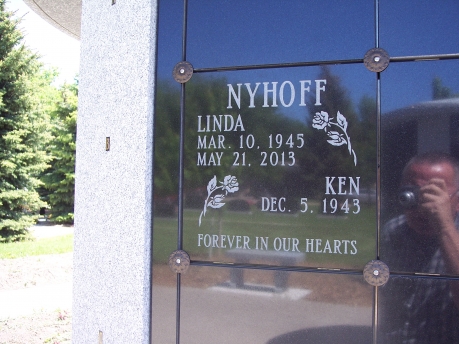 NYHOFF
LINDA
MAR. 10, 1945
MAY 21, 2013
KEN
DEC. 5, 1943
FOREVER IN OUR HEARTS